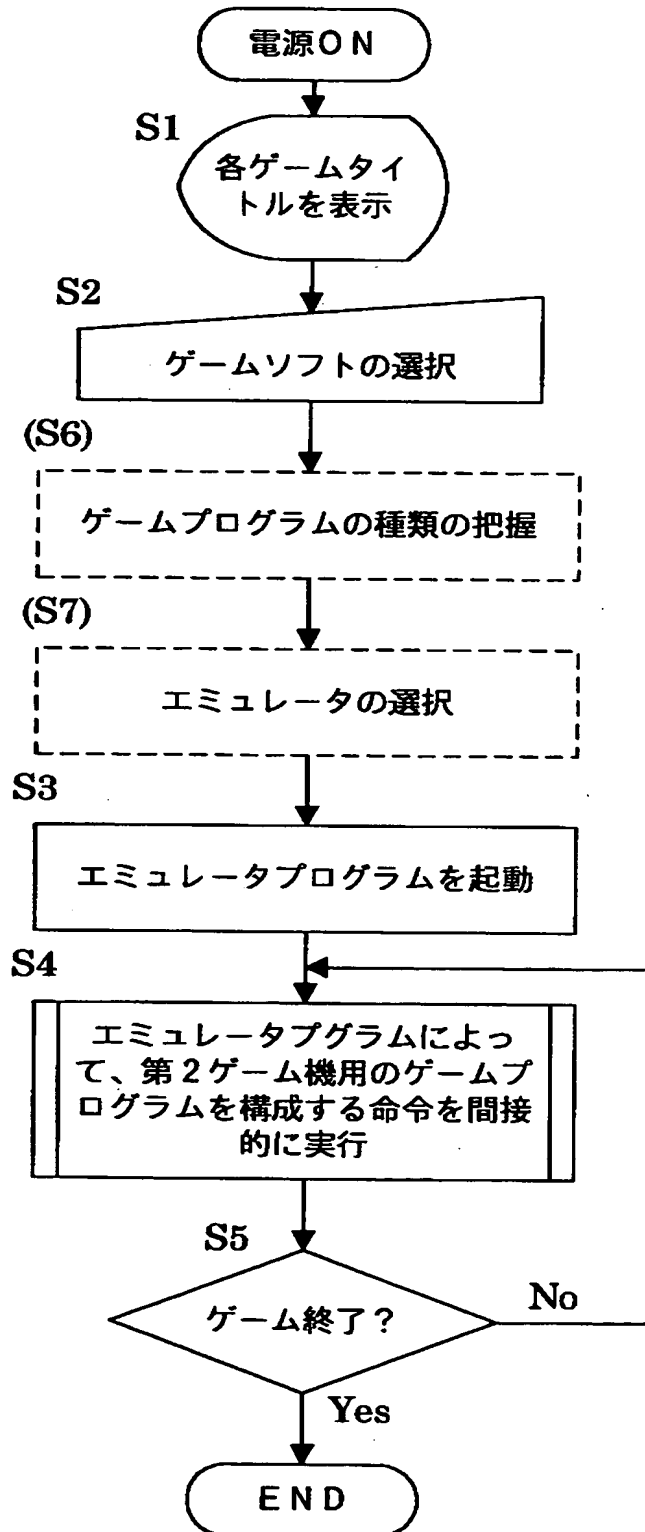 電源ON
S1
各ゲームタイ
トルを表示
S2
ゲームソフトの選択
(S6)
ゲームプログラムの種類の把握
(S7)
エミュレータの選択
S3
エミュレータプログラムを起動
S4
エミュレータプグラムによっ
て、第2ゲーム機用のゲームプ
ログラムを構成する命令を間接
的に実行
S5
ゲーム終了?
No
Yes
END